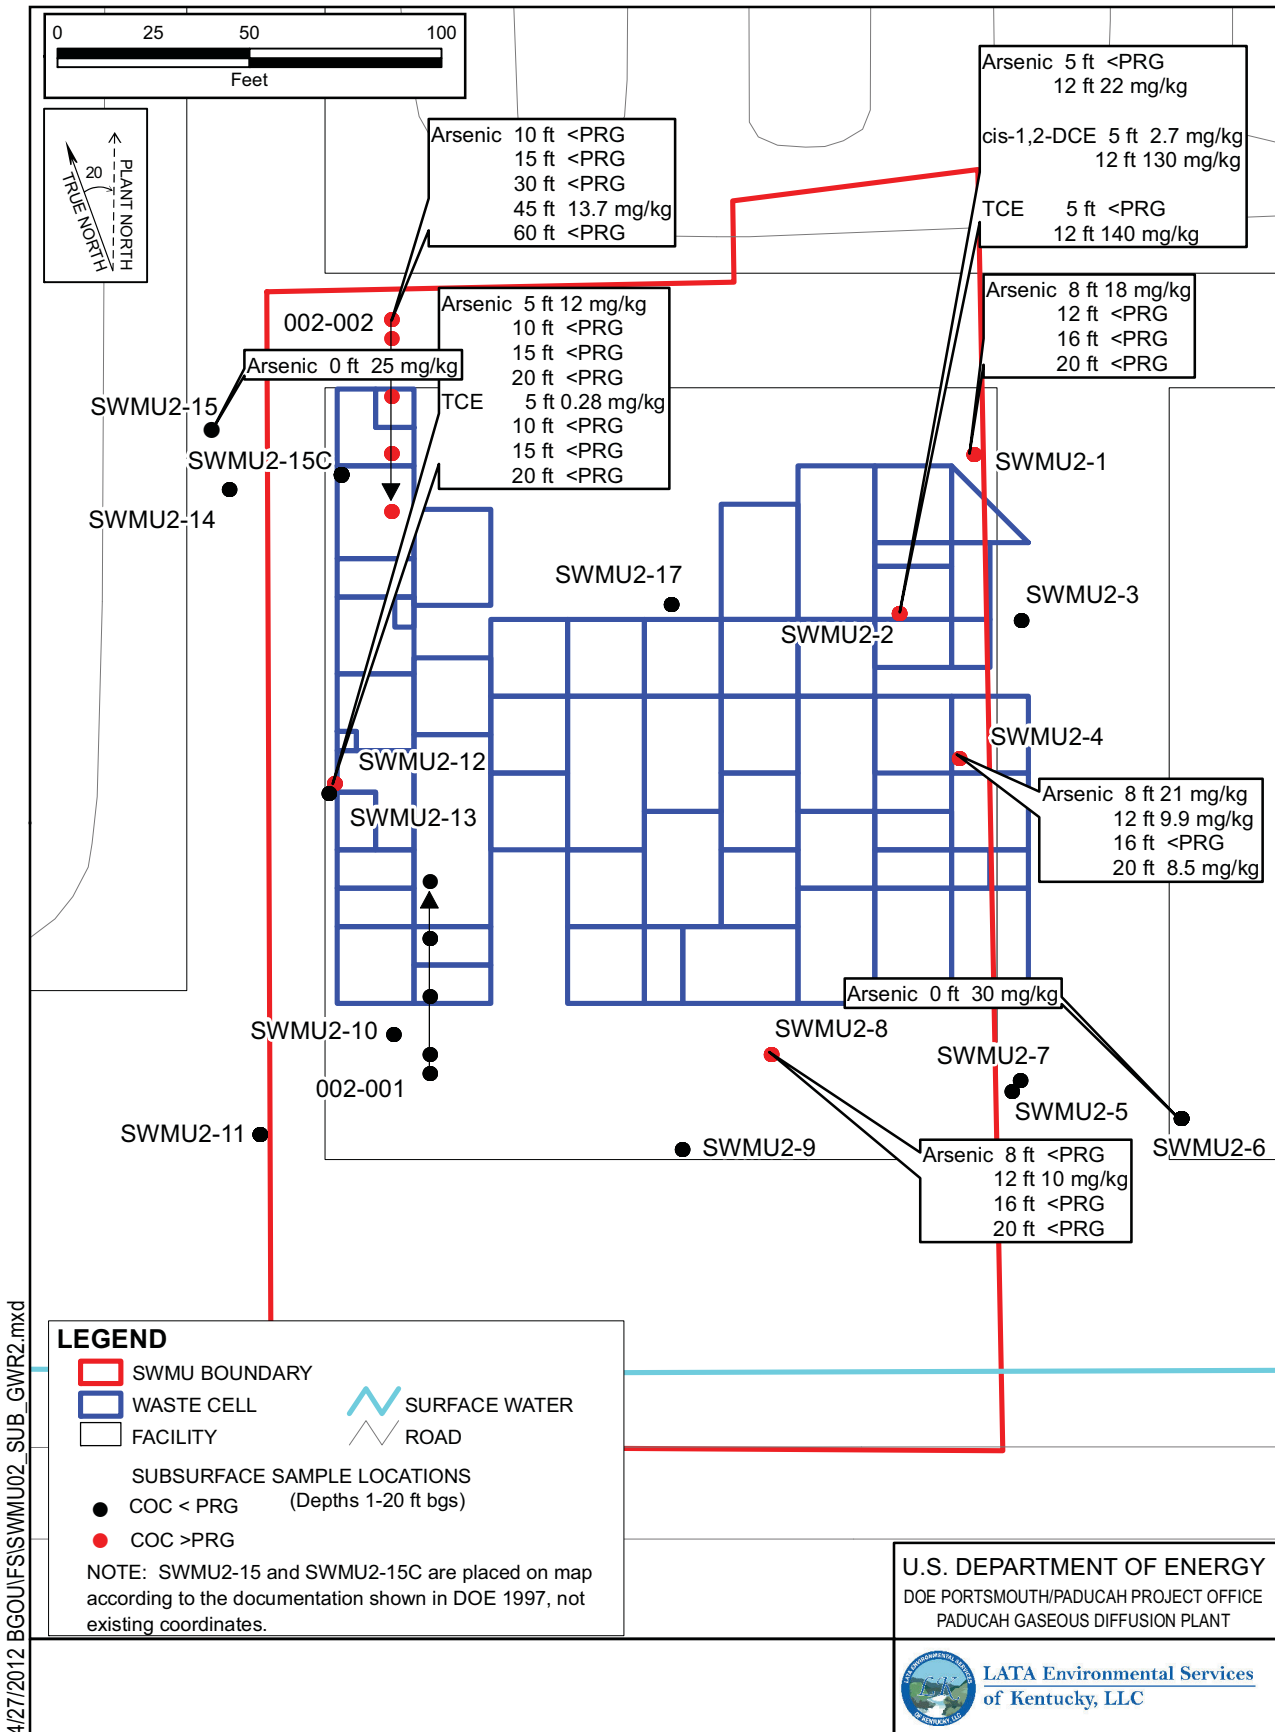 0 25 50 100
Feet
20
PLANT NORTH
TRUE NORTH
Arsenic 10 ft <PRG
15 ft <PRG
30 ft <PRG
45 ft 13.7 mg/kg
60 ft <PRG
Arsenic 5 ft <PRG
12 ft 22 mg/kg
cis-1,2-DCE 5 ft 2.7 mg/kg
12 ft 130 mg/kg
TCE 5 ft <PRG
12 ft 140 mg/kg
Arsenic 8 ft 18 mg/kg
12 ft <PRG
16 ft <PRG
20 ft <PRG
Arsenic 5 ft 12 mg/kg
10 ft <PRG
15 ft <PRG
20 ft <PRG
TCE 5 ft 0.28 mg/kg
10 ft <PRG
15 ft <PRG
20 ft <PRG
002-002
Arsenic 0 ft 25 mg/kg
SWMU2-15
SWMU2-15C
SWMU2-14
SWMU2-1
SWMU2-17
SWMU2-3
SWMU2-2
SWMU2-4
SWMU2-12
SWMU2-13
Arsenic 8 ft 21 mg/kg
12 ft 9.9 mg/kg
16 ft <PRG
20 ft 8.5 mg/kg
Arsenic 0 ft 30 mg/kg
SWMU2-10
SWMU2-8
SWMU2-7
002-001
SWMU2-5
SWMU2-11
SWMU2-9
SWMU2-6
Arsenic 8 ft <PRG
12 ft 10 mg/kg
16 ft <PRG
20 ft <PRG
LEGEND
SWMU BOUNDARY
WASTE CELL
SURFACE WATER
FACILITY
ROAD
SUBSURFACE SAMPLE LOCATIONS
(Depths 1-20 ft bgs)
COC < PRG
COC >PRG
NOTE: SWMU2-15 and SWMU2-15C are placed on map
according to the documentation shown in DOE 1997, not
existing coordinates.
4/27/2012 BGOU\FS\SWMU02_SUB_GWR2.mxd
U.S. DEPARTMENT OF ENERGY
DOE PORTSMOUTH/PADUCAH PROJECT OFFICE
PADUCAH GASEOUS DIFFUSION PLANT
LATA ENVIRONMENTAL SERVICES
OF KENTUCKY, LLC
LATA Environmental Services
of Kentucky, LLC